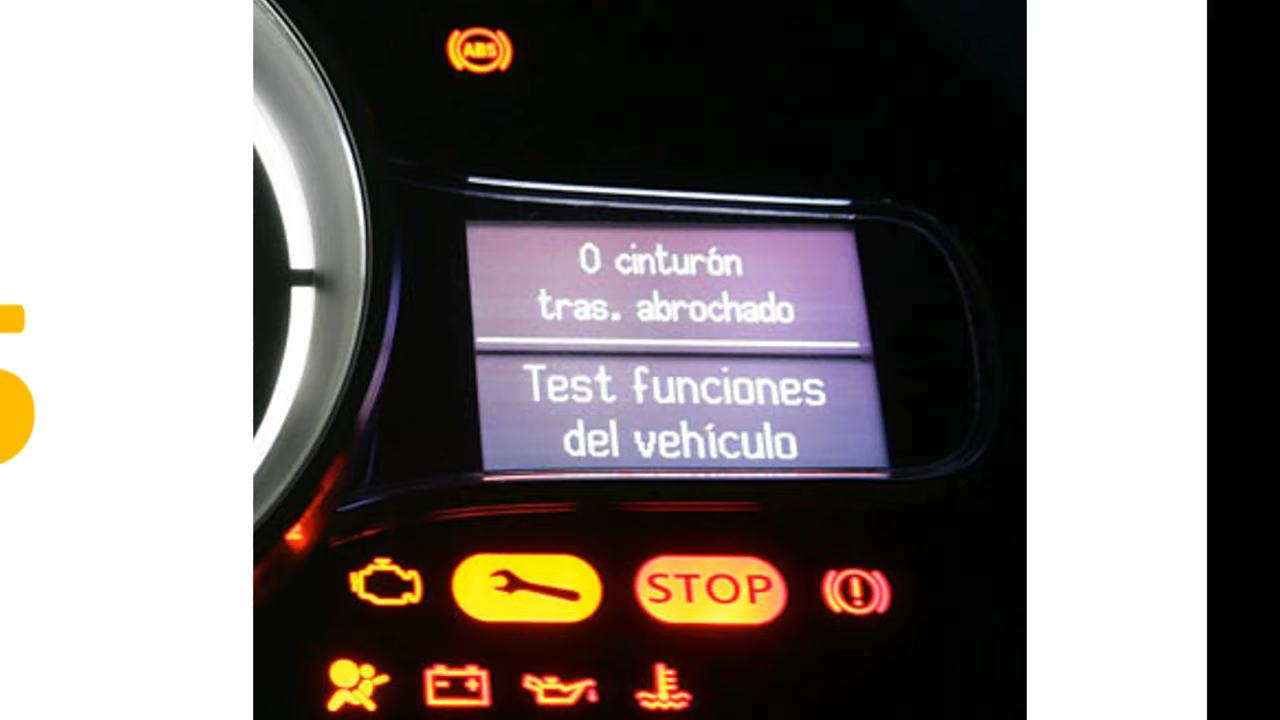 ABS
0 cinturón
tras. abrochado
Test funciones
del vehículo
STOP